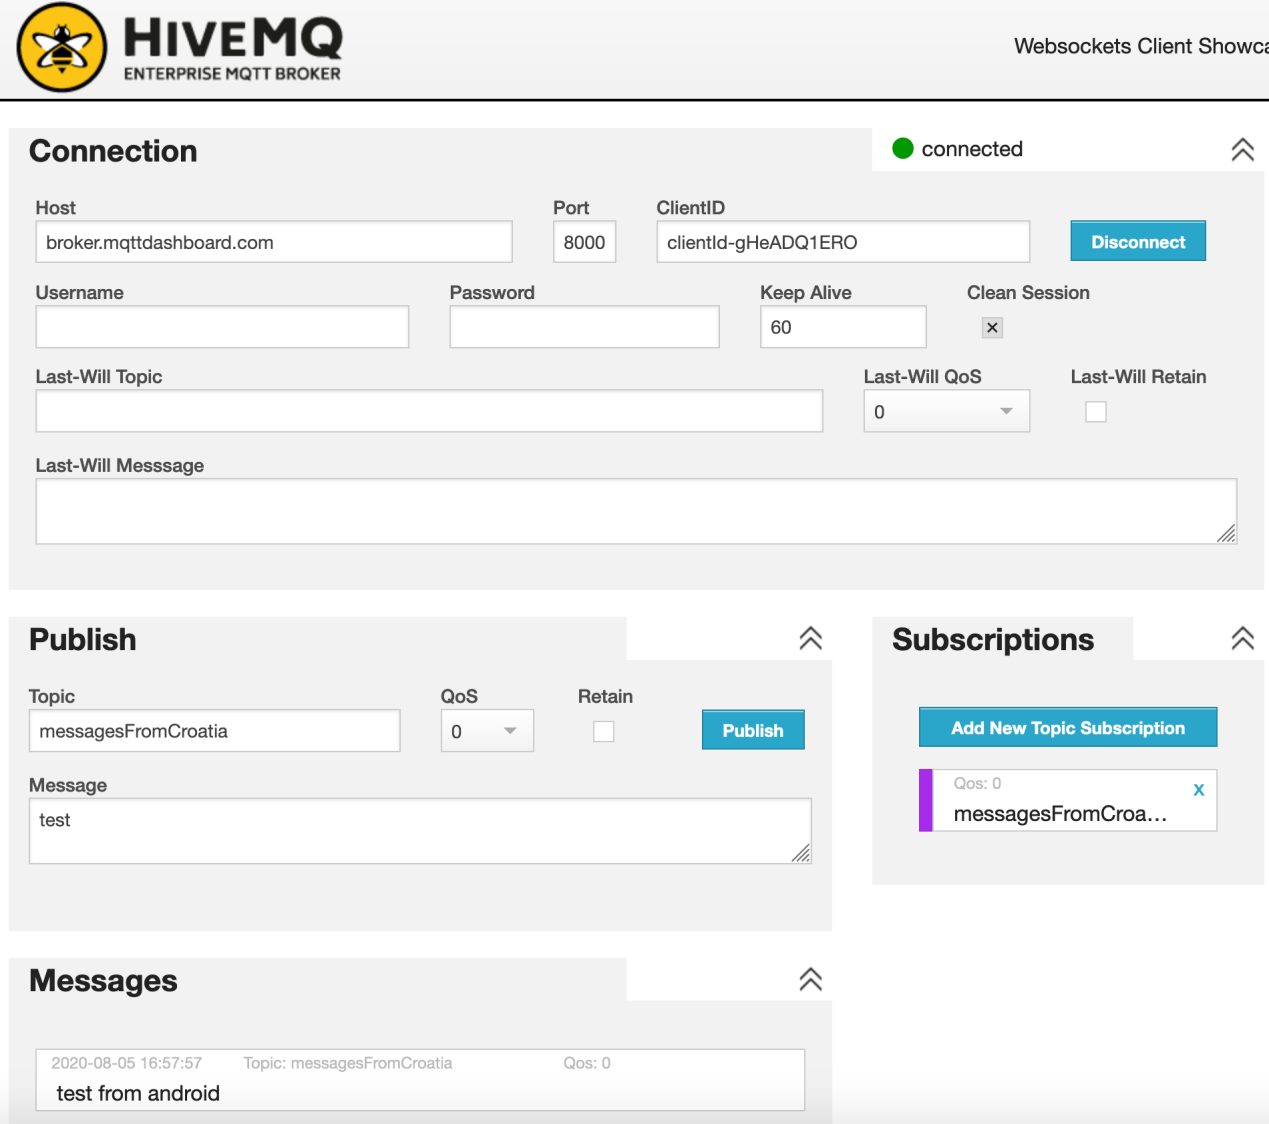 HIVEMQ
ENTERPRISE MQTT BROKER
Websockets Client Showca
Connection
connected
Host
Port
ClientID
broker.mqttdashboard.com
8000
clientId-gHeADQ1ERO
Disconnect
Username
Password
Keep Alive
Clean Session
60
Last-Will Topic
Last-Will QoS
Last-Will Retain
0
Last-Will Messsage
Publish
Topic
QoS
Retain
messagesFromCroatia
0
Publish
Message
test
Subscriptions
Add New Topic Subscription
Qos: 0
x
messagesFromCroa...
Messages
2020-08-05 16:57:57 Topic: messagesFromCroatia Qos: 0
test from android